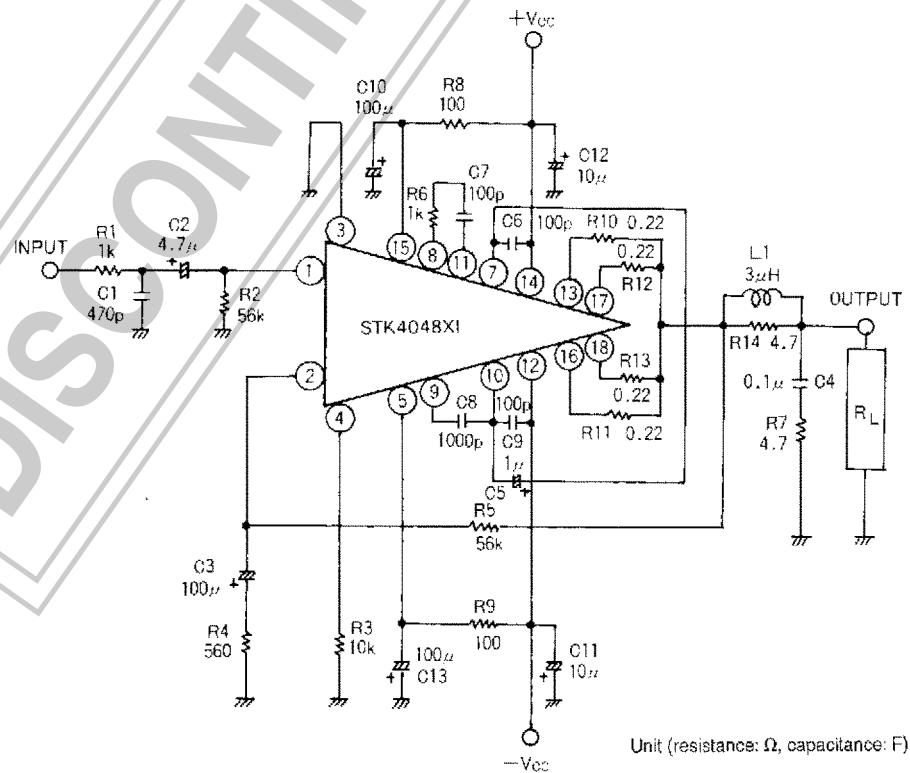 DISCONTIN
+Vcc
C10
100μ
R8
100
C12
10μ
R6
1k
C7
100p
C6
100p
R10
0.22
0.22
R12
INPUT
R1
1k
C2
4.7μ
C1
470p
R2
56k
3
15
8
11
7
14
13
17
1
STK4048XI
2
4
5
9
10
12
16
18
L1
3μH
OUTPUT
R14
4.7
0.1μ
C4
R7
4.7
RL
R13
0.22
R11
0.22
C8
1000p
100p
C9
1μ
C5
R5
56k
C3
100μ
R4
560
R3
10k
R9
100
100μ
C13
C11
10μ
−Vcc
Unit (resistance: Ω, capacitance: F)